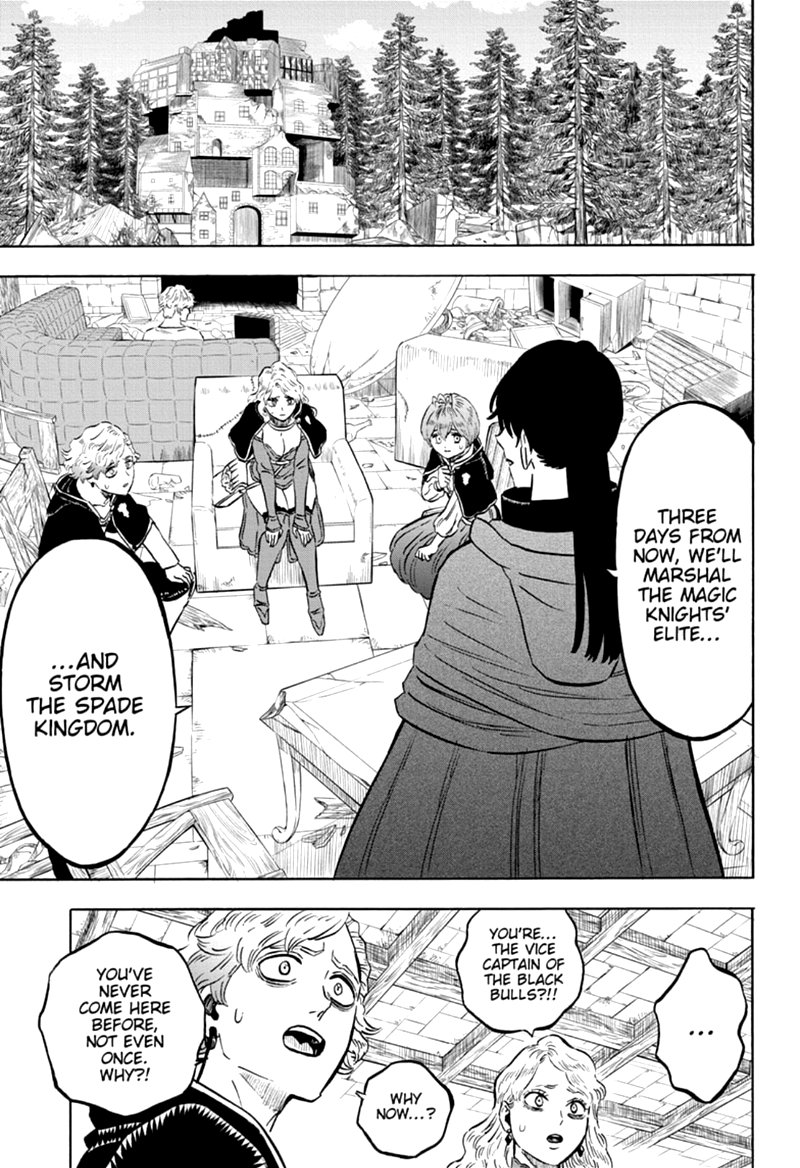 THREE
DAYS FROM
NOW, WE'LL
MARSHAL
THE MAGIC
KNIGHTS'
ELITE...
...AND
STORM
THE SPADE
KINGDOM.
...
YOU'RE...
THE VICE
CAPTAIN OF
THE BLACK
BULLS?!!
WHY
NOW...?
YOU'VE
NEVER
COME HERE
BEFORE,
NOT EVEN
ONCE.
WHY?!